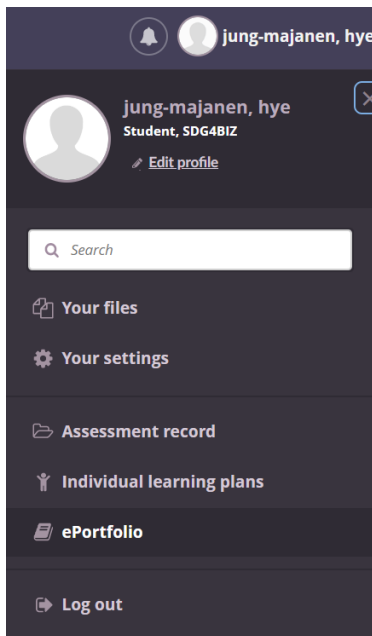 jung-majanen, hye
jung-majanen, hye
Student, SDG4BIZ
Edit profile
Search
Your files
Your settings
Assessment record
Individual learning plans
ePortfolio
Log out